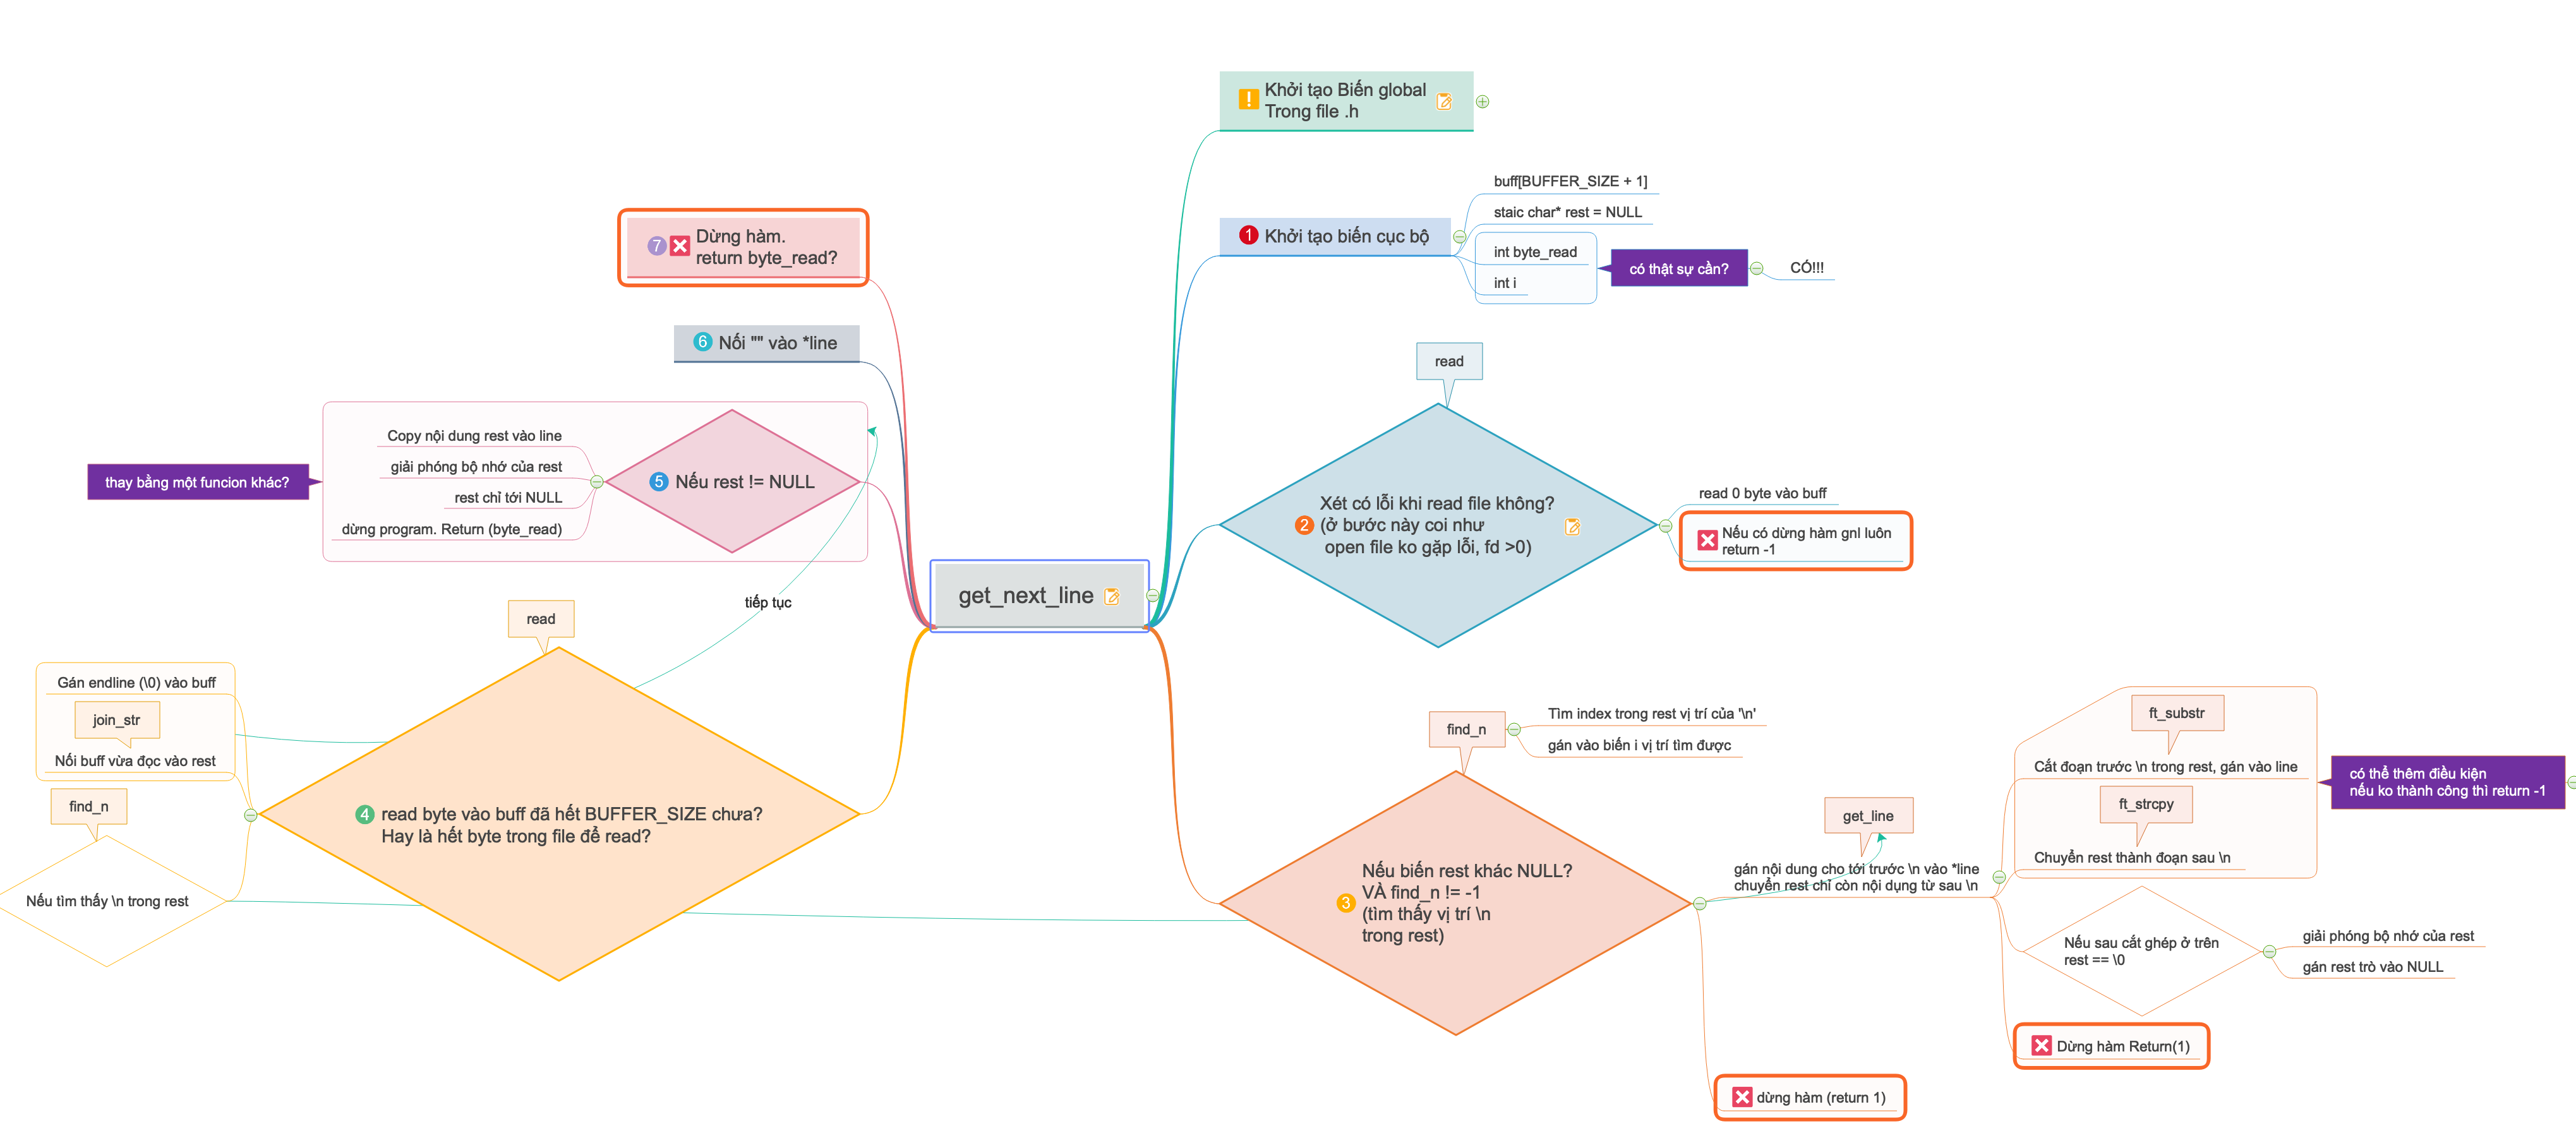 get_next_line
Khởi tạo Biến global
Trong file .h
1 Khởi tạo biến cục bộ
buff[BUFFER_SIZE + 1]
staic char* rest = NULL
int byte_read
int i
có thật sự cần?
CÓ!!!
read
2 Xét có lỗi khi read file không?
(ở bước này coi như
open file ko gặp lỗi, fd >0)
read 0 byte vào buff
Nếu có dừng hàm gnl luôn
return -1
find_n
Tìm index trong rest vị trí của '\n'
gán vào biến i vị trí tìm được
3 Nếu biến rest khác NULL?
VÀ find_n != -1
(tìm thấy vị trí \n
trong rest)
get_line
gán nội dung cho tới trước \n vào *line
chuyển rest chỉ còn nội dụng từ sau \n
ft_substr
Cắt đoạn trước \n trong rest, gán vào line
ft_strcpy
Chuyển rest thành đoạn sau \n
có thể thêm điều kiện
nếu ko thành công thì return -1
Nếu sau cắt ghép ở trên
rest == \0
giải phóng bộ nhớ của rest
gán rest trỏ vào NULL
Dừng hàm Return(1)
dừng hàm (return 1)
read
4 read byte vào buff đã hết BUFFER_SIZE chưa?
Hay là hết byte trong file để read?
Gán endline (\0) vào buff
join_str
Nối buff vừa đọc vào rest
find_n
Nếu tìm thấy \n trong rest
tiếp tục
5 Nếu rest != NULL
Copy nội dung rest vào line
giải phóng bộ nhớ của rest
rest chỉ tới NULL
dừng program. Return (byte_read)
thay bằng một funcion khác?
6 Nối "" vào *line
7 Dừng hàm.
return byte_read?